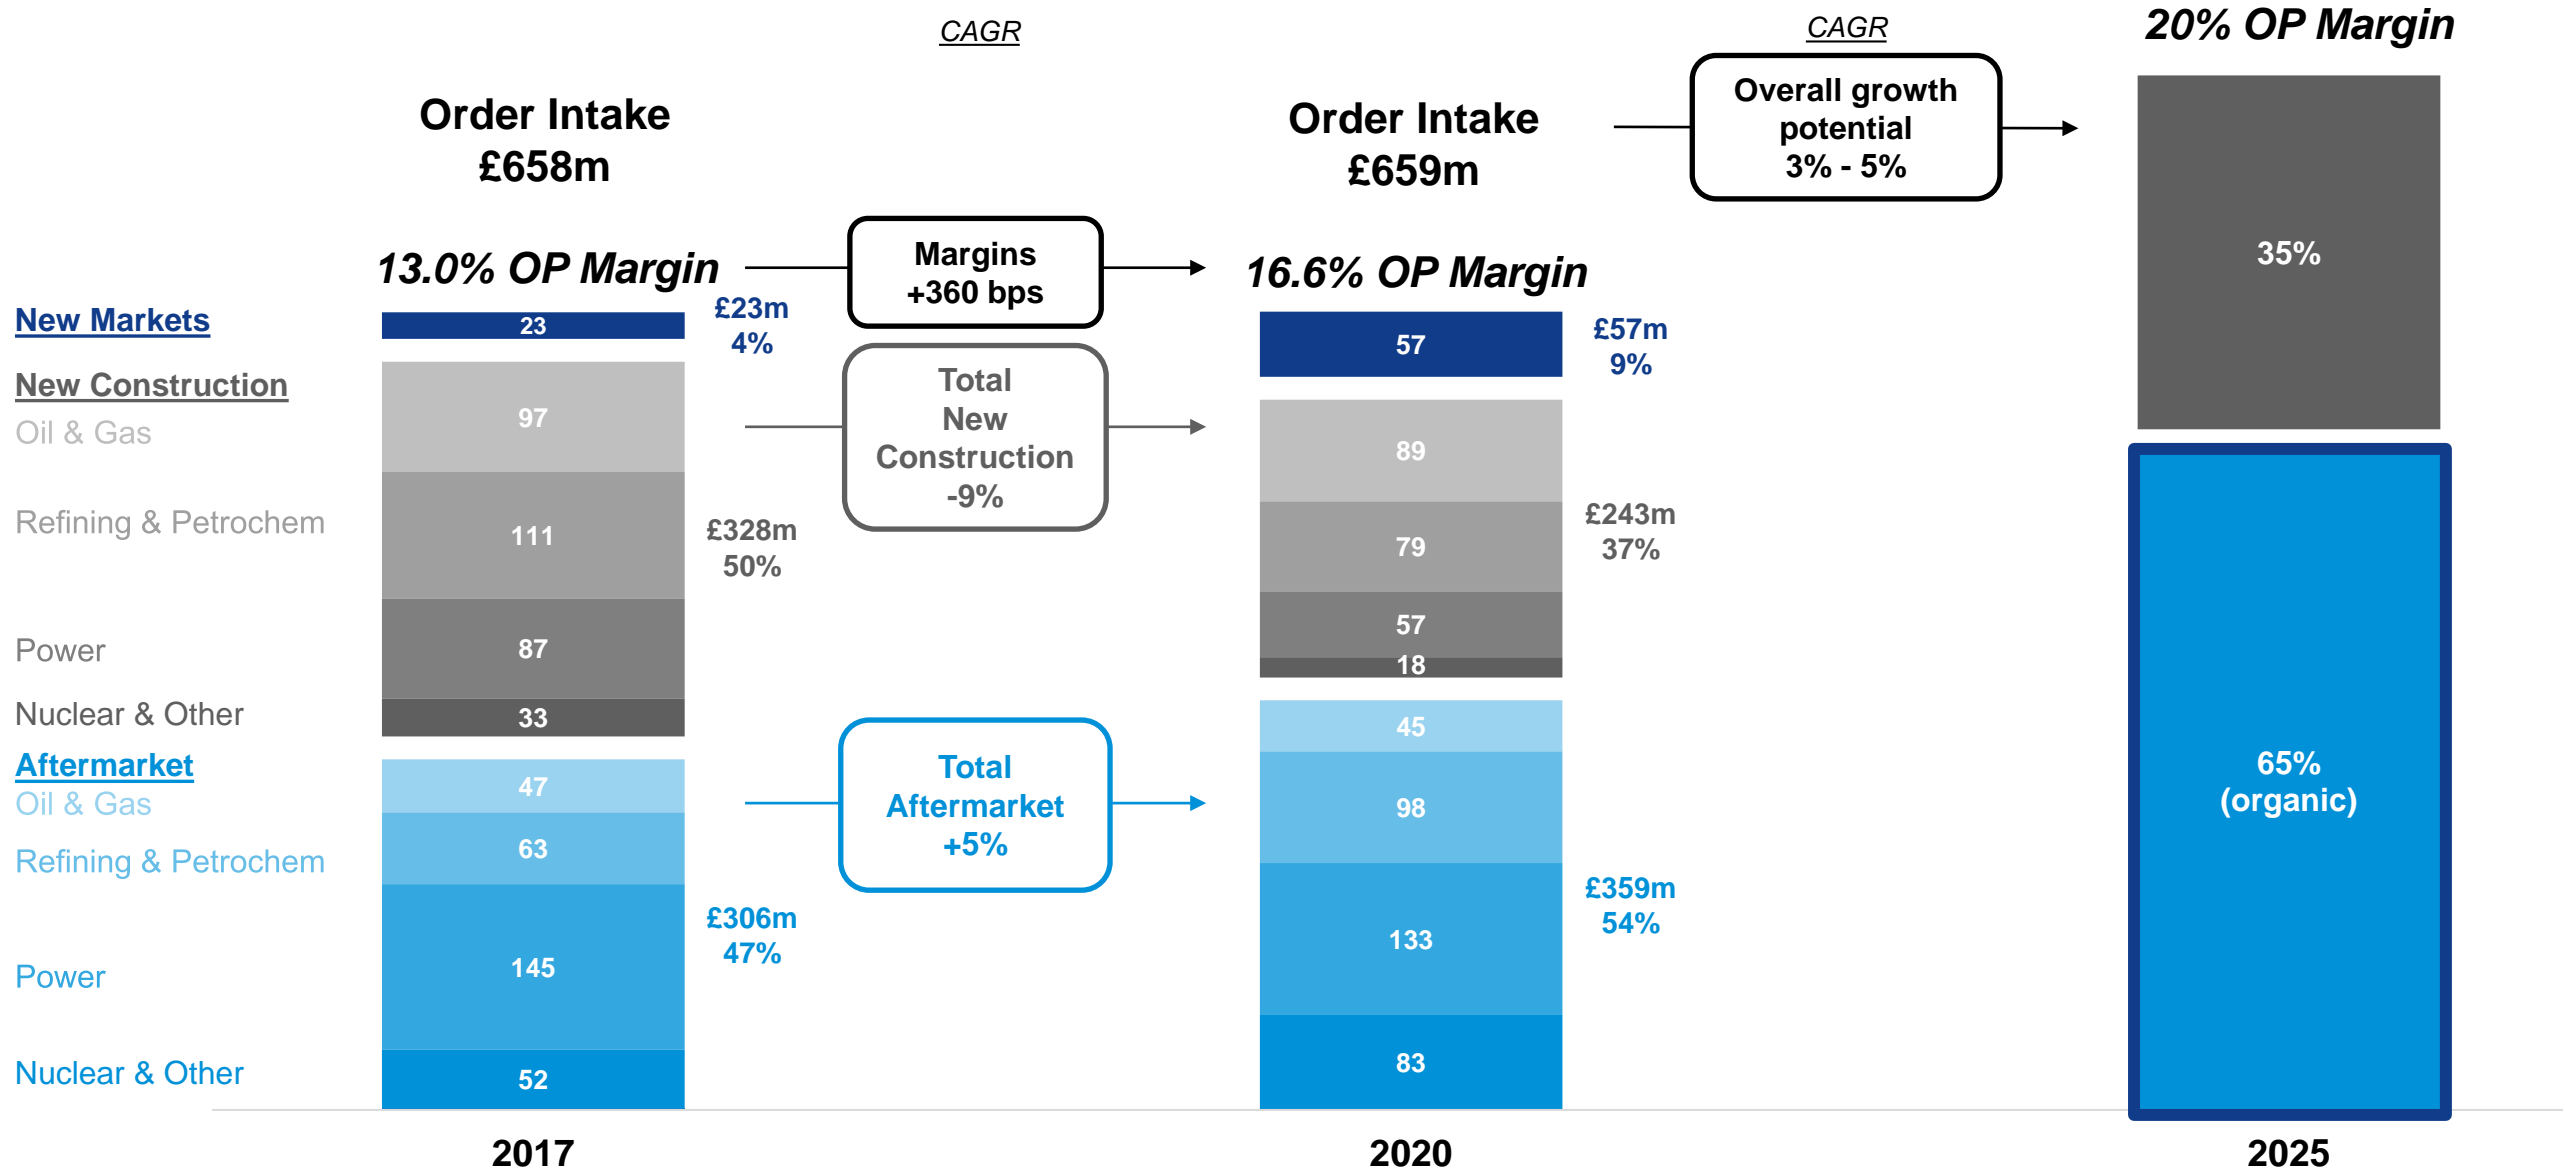 CAGR
CAGR
20% OP Margin
Order Intake
£658m
Order Intake
£659m
Overall growth
potential
3% - 5%
13.0% OP Margin
Margins
+360 bps
16.6% OP Margin
New Markets
23
£23m
4%
57
£57m
9%
New Construction
Oil & Gas
Refining & Petrochem
Power
Nuclear & Other
97
111
87
33
£328m
50%
Total
New
Construction
-9%
89
79
57
18
£243m
37%
35%
Aftermarket
Oil & Gas
Refining & Petrochem
Power
Nuclear & Other
47
63
145
52
£306m
47%
Total
Aftermarket
+5%
45
98
133
83
£359m
54%
65%
(organic)
2017
2020
2025